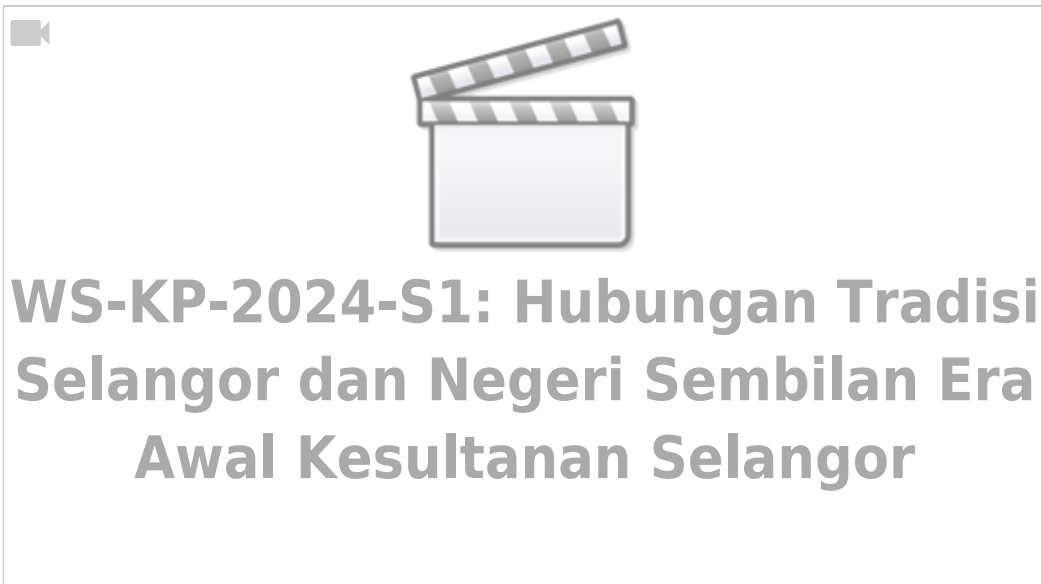 WS-KP-2024-S1: Hubungan Tradisi
Selangor dan Negeri Sembilan Era
Awal Kesultanan Selangor